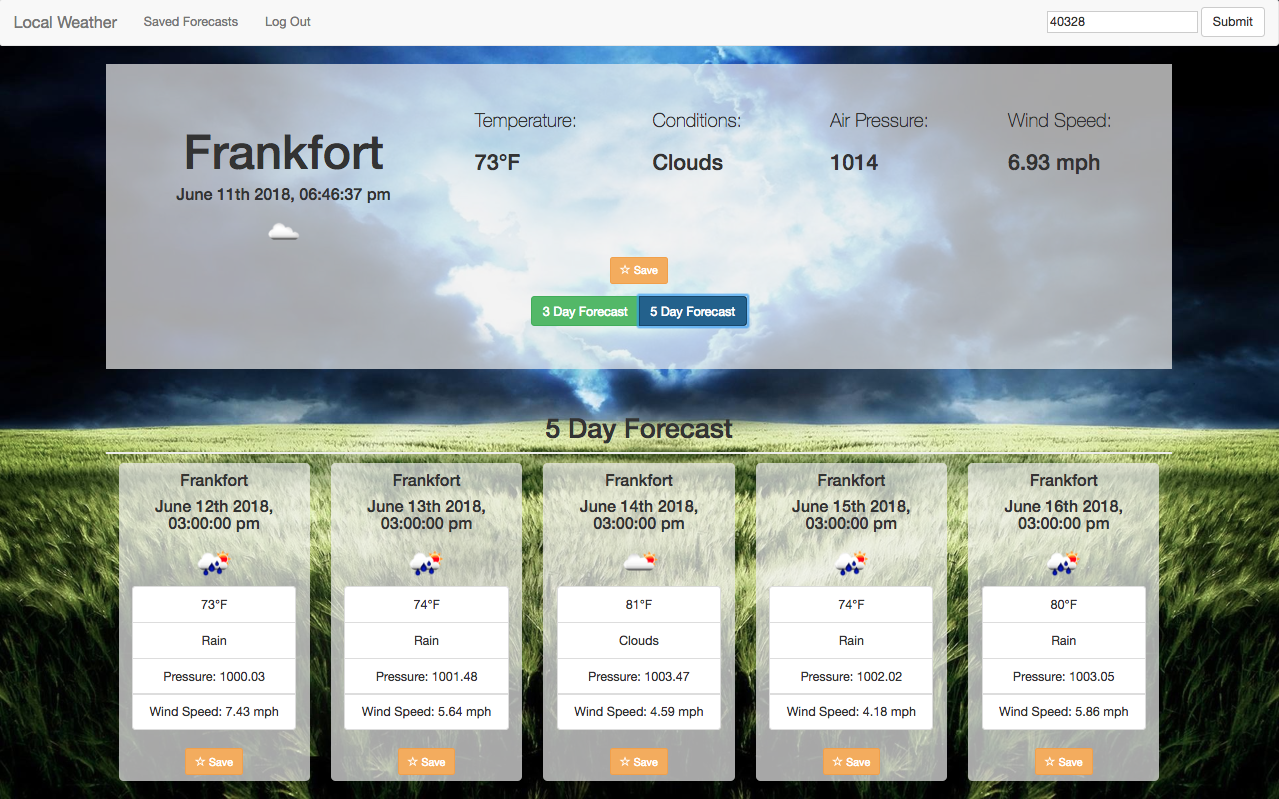 Local Weather Saved Forecasts Log Out 40328 Submit
Frankfort
June 11th 2018, 06:46:37 pm
Temperature: Conditions: Air Pressure: Wind Speed:
73°F Clouds 1014 6.93 mph
☆ Save
3 Day Forecast 5 Day Forecast
5 Day Forecast
Frankfort
June 12th 2018,
03:00:00 pm
73°F
Rain
Pressure: 1000.03
Wind Speed: 7.43 mph
☆ Save
Frankfort
June 13th 2018,
03:00:00 pm
74°F
Rain
Pressure: 1001.48
Wind Speed: 5.64 mph
☆ Save
Frankfort
June 14th 2018,
03:00:00 pm
81°F
Clouds
Pressure: 1003.47
Wind Speed: 4.59 mph
☆ Save
Frankfort
June 15th 2018,
03:00:00 pm
74°F
Rain
Pressure: 1002.02
Wind Speed: 4.18 mph
☆ Save
Frankfort
June 16th 2018,
03:00:00 pm
80°F
Rain
Pressure: 1003.05
Wind Speed: 5.86 mph
☆ Save